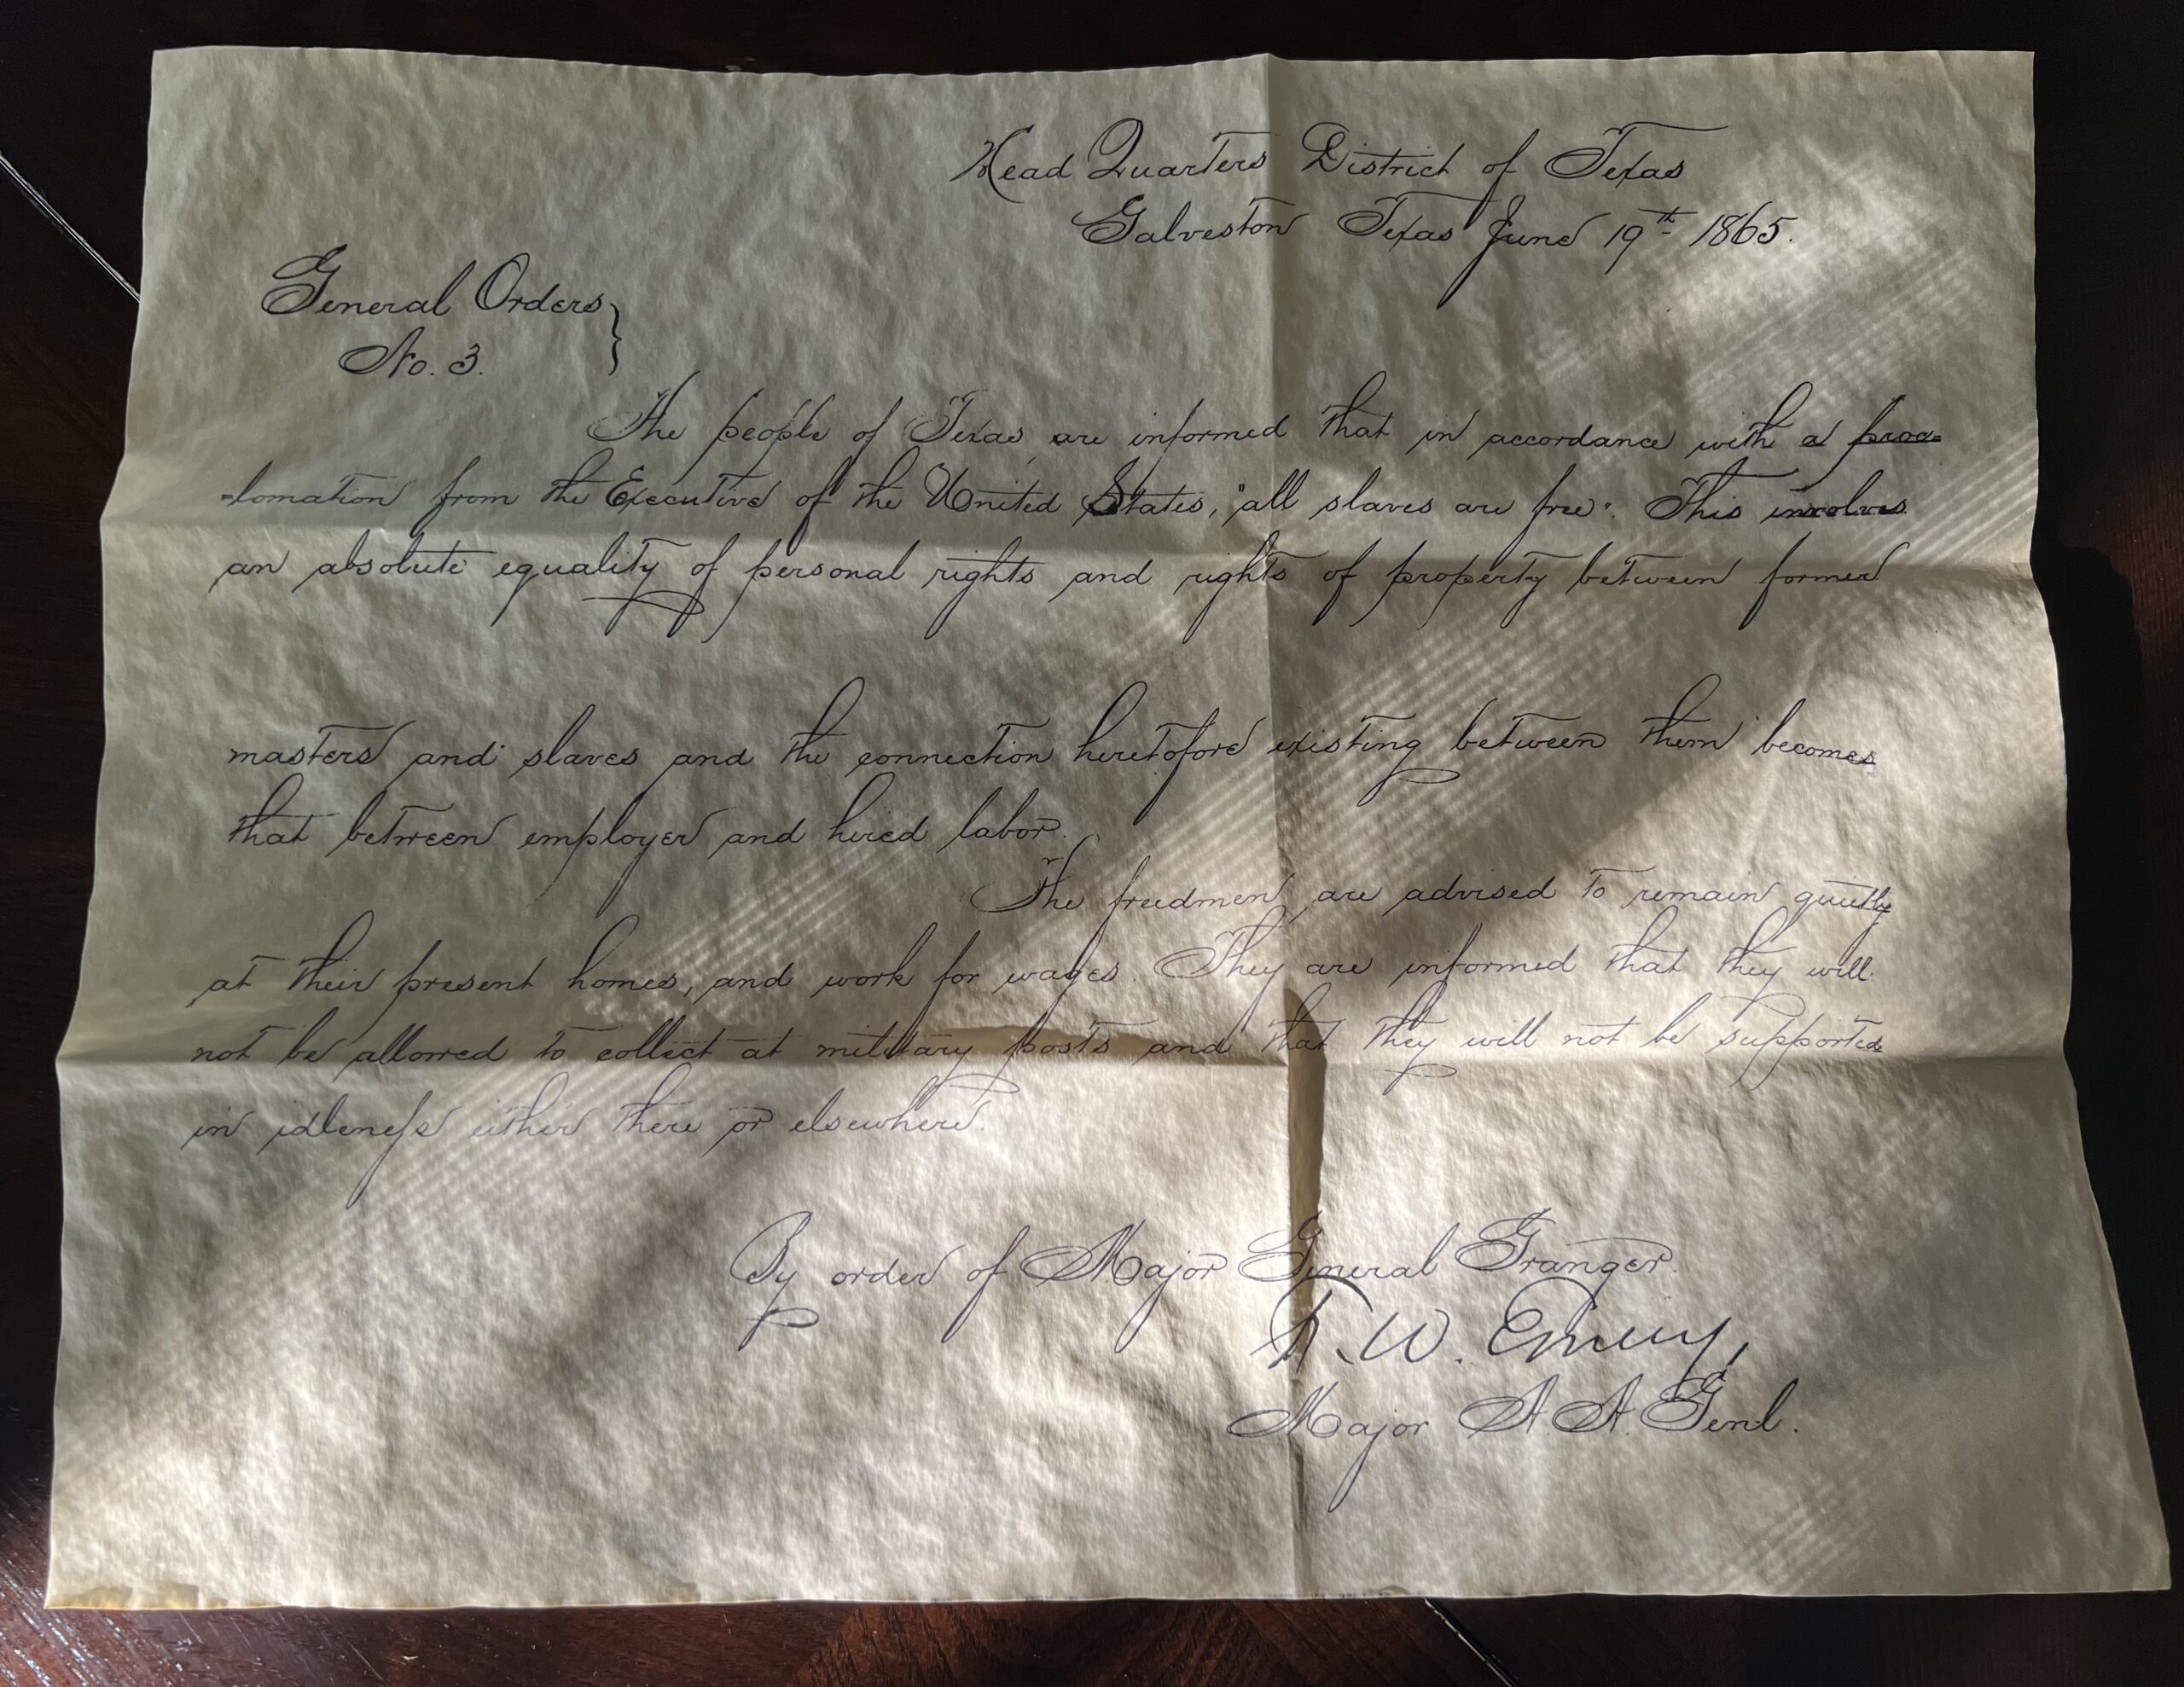 Head Quarters District of Texas
Galveston Texas June 19th 1865.
General Orders }
No. 3.
The people of Texas are informed that in accordance with a proc=
=lamation from the Executive of the United States, "all slaves are free". This involves
an absolute equality of personal rights and rights of property between former
masters and slaves and the connection heretofore existing between them becomes
that between employer and hired labor.
The freedmen are advised to remain quietly
at their present homes, and work for wages. They are informed that they will
not be allowed to collect at military posts and that they will not be supported
in idleness either there or elsewhere.
By order of Major General Granger.
F. W. Emery,
Major A. A. Genl.